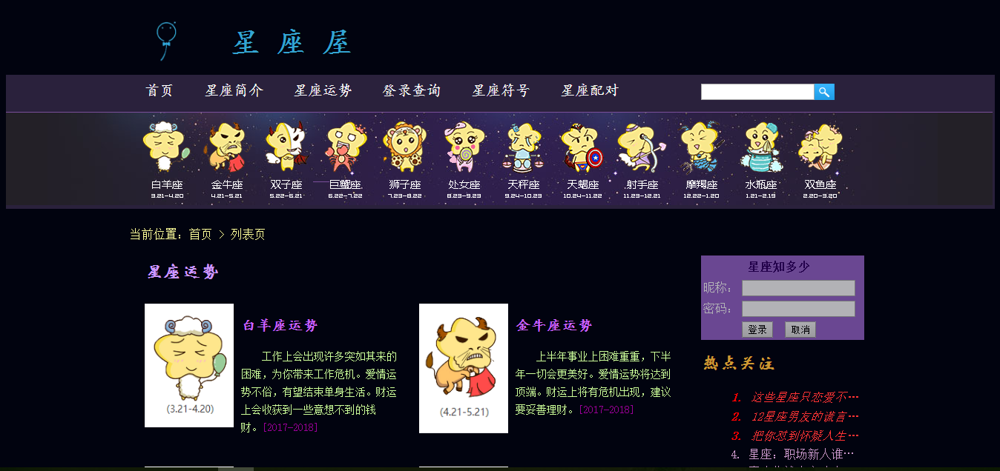 星座屋
首页 星座简介 星座运势 登录查询 星座符号 星座配对
白羊座 金牛座 双子座 巨蟹座 狮子座 处女座 天秤座 天蝎座 射手座 摩羯座 水瓶座 双鱼座
3.21-4.20 4.21-5.21 5.22-6.21 6.22-7.22 7.23-8.22 8.23-9.23 9.24-10.23 10.24-11.22 11.23-12.21 12.22-1.20 1.21-2.19 2.20-3.20
当前位置：首页 > 列表页
星座运势
(3.21-4.20)
白羊座运势
工作上会出现许多突如其来的
困难，为你带来工作危机。爱情运
势不俗，有望结束单身生活。财运
上会收获到一些意想不到的钱
财。[2017-2018]
(4.21-5.21)
金牛座运势
上半年事业上困难重重，下半
年一切会更美好。爱情运势将达到
顶端。财运上将有危机出现，建议
要妥善理财。[2017-2018]
星座知多少
昵称：
密码：
登录 取消
热点关注
1. 这些星座只恋爱不…
2. 12星座男友的谎言…
3. 把你怼到怀疑人生…
4. 星座：职场新人谁…